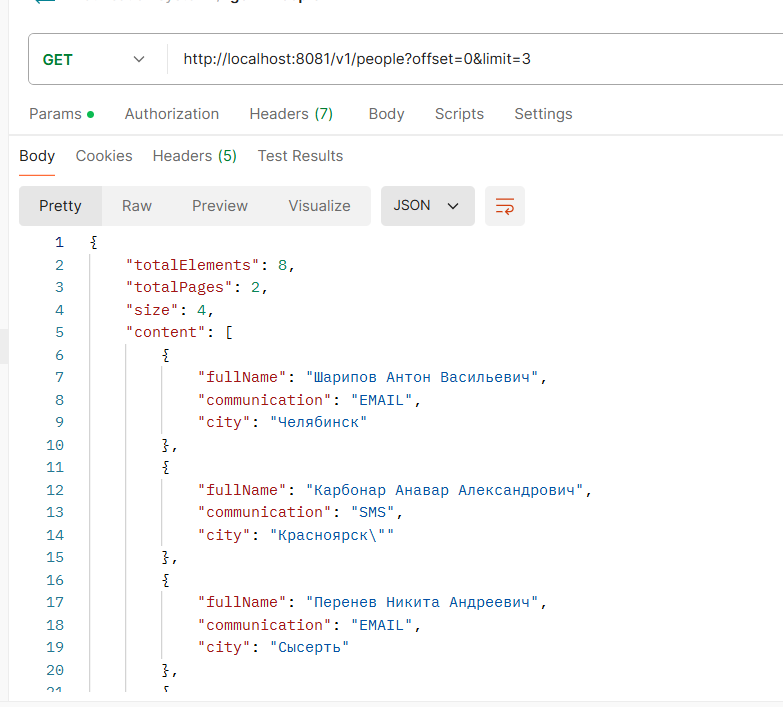 GET http://localhost:8081/v1/people?offset=0&limit=3
Params Authorization Headers (7) Body Scripts Settings
Body Cookies Headers (5) Test Results
Pretty Raw Preview Visualize JSON
1 {
2 "totalElements": 8,
3 "totalPages": 2,
4 "size": 4,
5 "content": [
6 {
7 "fullName": "Шарипов Антон Васильевич",
8 "communication": "EMAIL",
9 "city": "Челябинск"
10 },
11 {
12 "fullName": "Карбонар Анавар Александрович",
13 "communication": "SMS",
14 "city": "Красноярск\""
15 },
16 {
17 "fullName": "Перенев Никита Андреевич",
18 "communication": "EMAIL",
19 "city": "Сысерть"
20 },
21 {